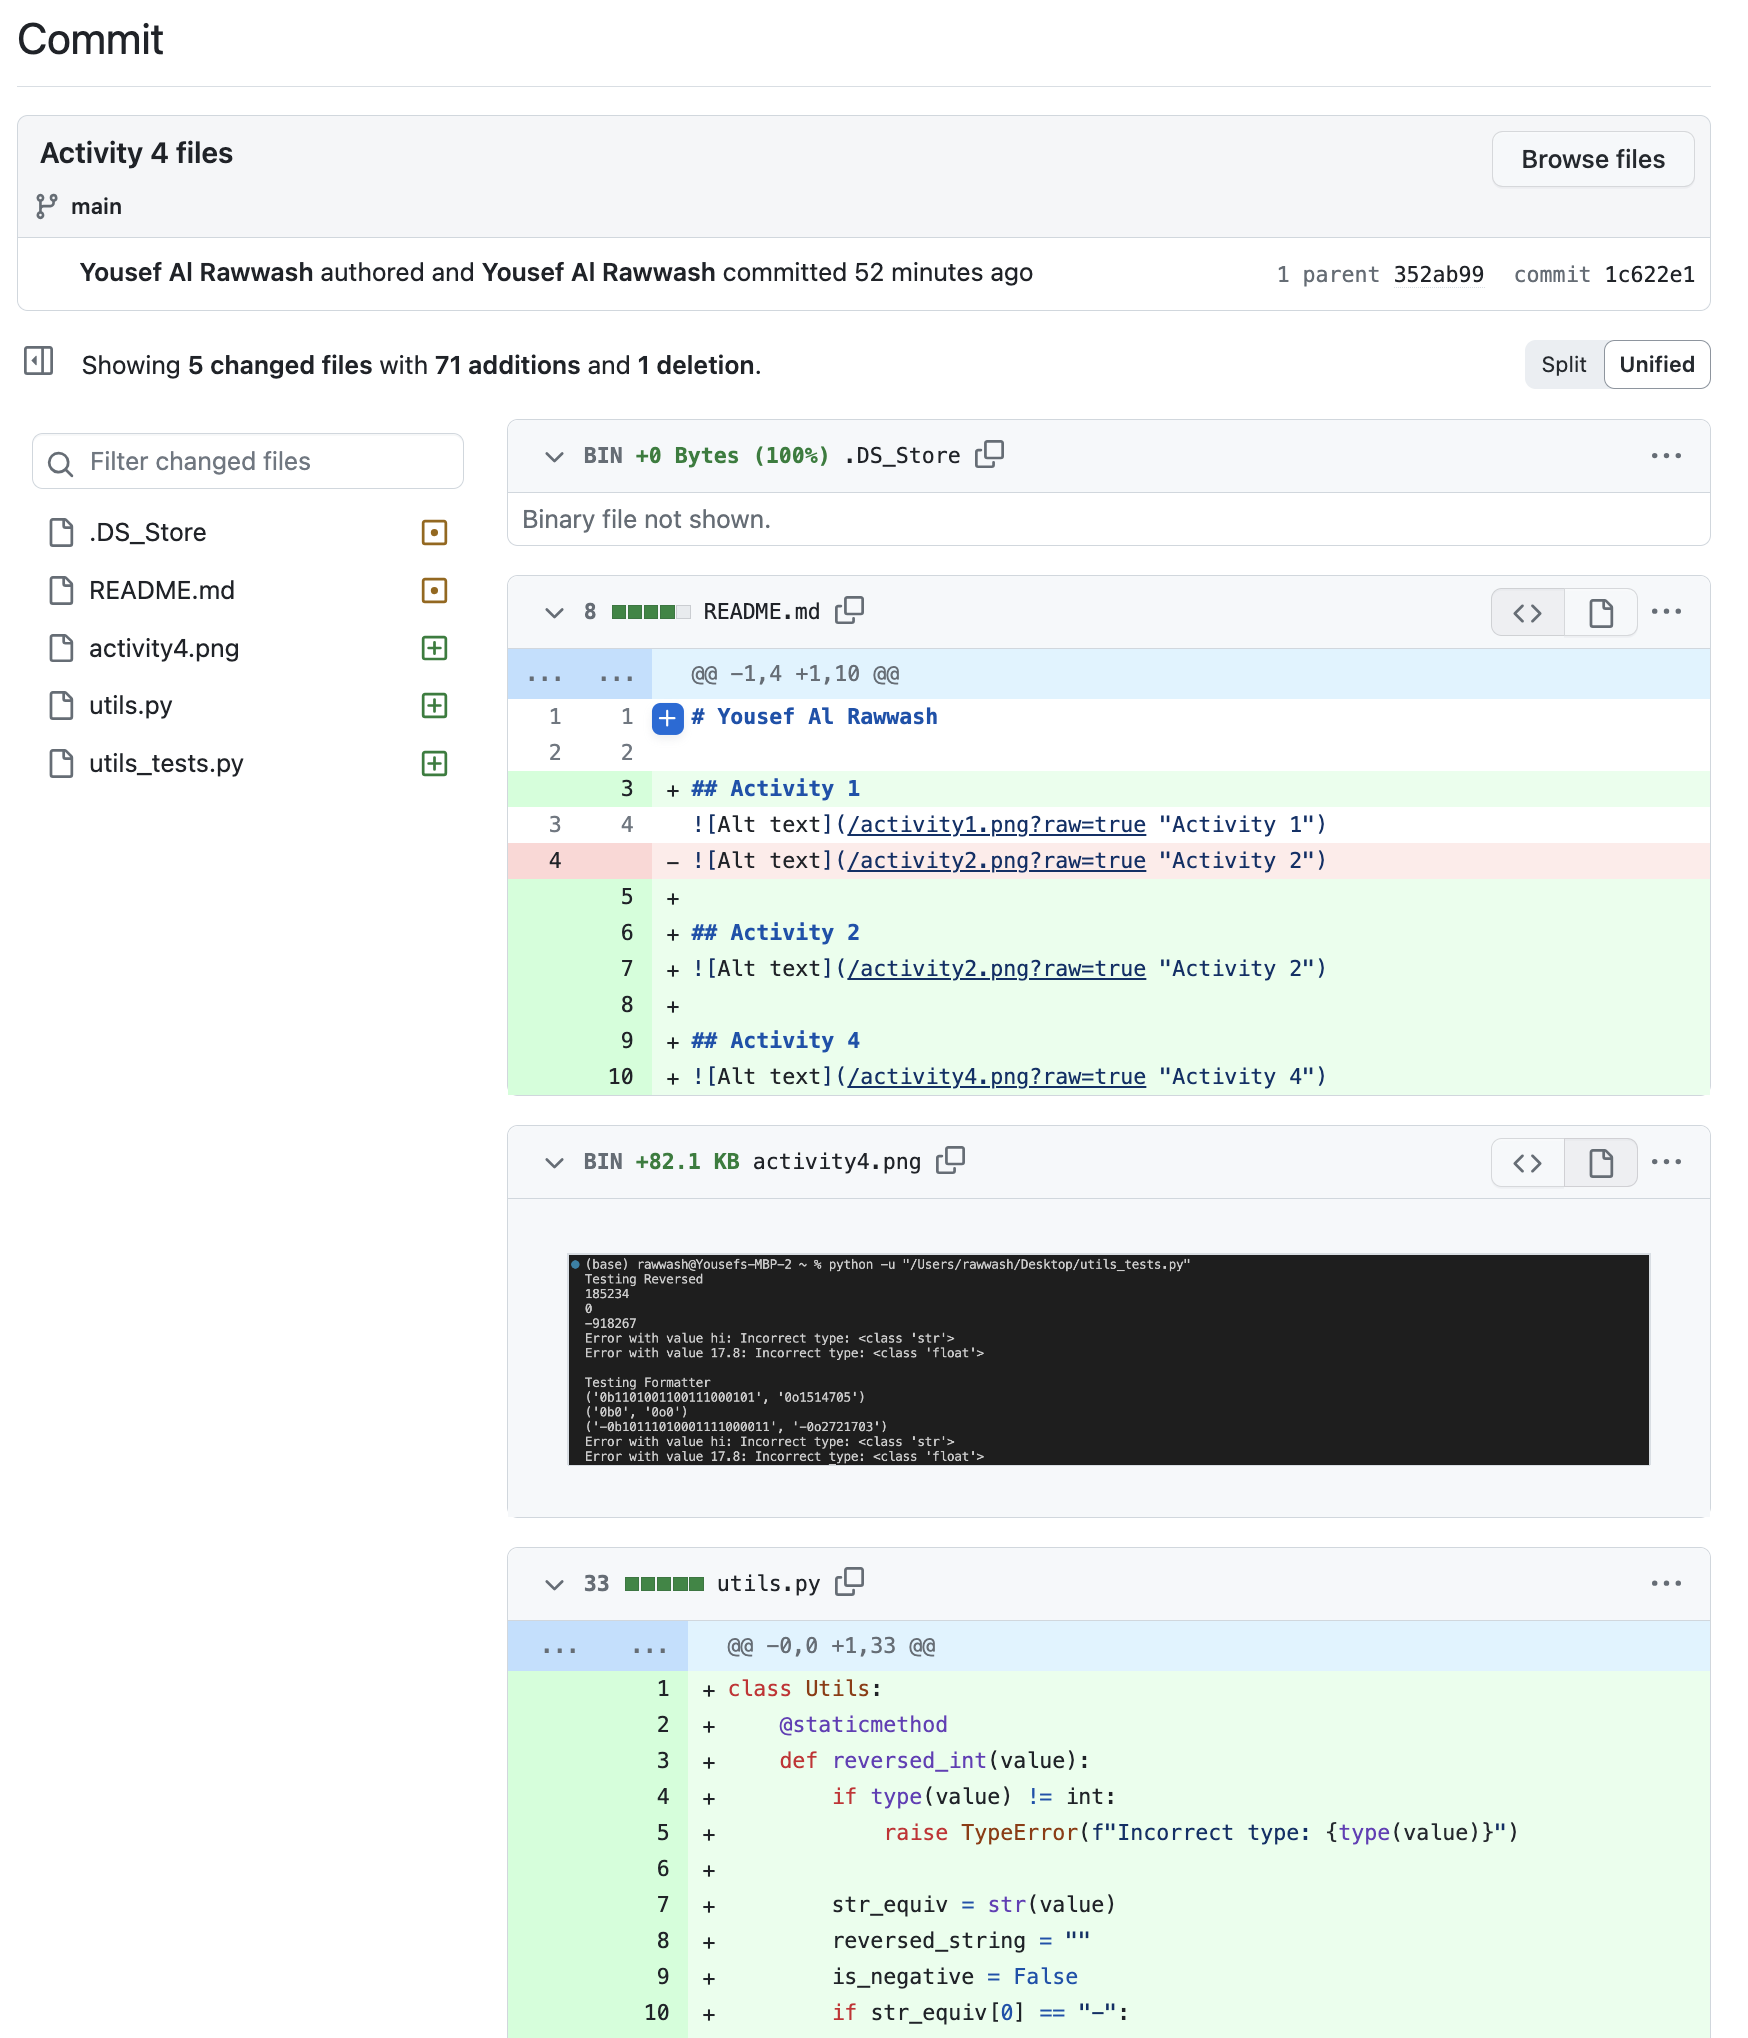 Commit
Activity 4 files
Browse files
main
Yousef Al Rawwash authored and Yousef Al Rawwash committed 52 minutes ago
1 parent 352ab99 commit 1c622e1
Showing 5 changed files with 71 additions and 1 deletion.
Split Unified
Filter changed files
.DS_Store
README.md
activity4.png
utils.py
utils_tests.py
BIN +0 Bytes (100%) .DS_Store
Binary file not shown.
8 README.md
... ... @@ -1,4 +1,10 @@
1 1 # Yousef Al Rawwash
2 2
3 + ## Activity 1
3 4 ![Alt text](/activity1.png?raw=true "Activity 1")
4 - ![Alt text](/activity2.png?raw=true "Activity 2")
5 +
6 + ## Activity 2
7 + ![Alt text](/activity2.png?raw=true "Activity 2")
8 +
9 + ## Activity 4
10 + ![Alt text](/activity4.png?raw=true "Activity 4")
BIN +82.1 KB activity4.png
(base) rawwash@Yousefs-MBP-2 ~ % python -u "/Users/rawwash/Desktop/utils_tests.py"
Testing Reversed
185234
0
-918267
Error with value hi: Incorrect type: <class 'str'>
Error with value 17.8: Incorrect type: <class 'float'>
Testing Formatter
('0b1101001100111000101', '0o1514705')
('0b0', '0o0')
('-0b10111010001111000011', '-0o2721703')
Error with value hi: Incorrect type: <class 'str'>
Error with value 17.8: Incorrect type: <class 'float'>
33 utils.py
... ... @@ -0,0 +1,33 @@
1 + class Utils:
2 + @staticmethod
3 + def reversed_int(value):
4 + if type(value) != int:
5 + raise TypeError(f"Incorrect type: {type(value)}")
6 +
7 + str_equiv = str(value)
8 + reversed_string = ""
9 + is_negative = False
10 + if str_equiv[0] == "-":